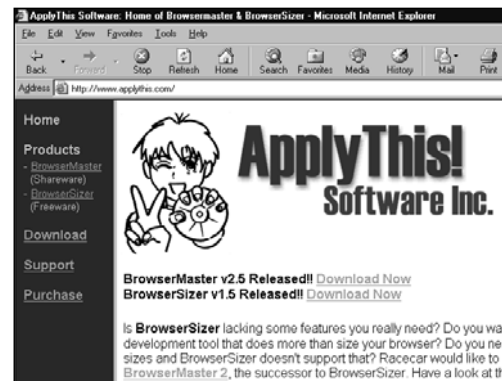 ApplyThis Software: Home of Browsermaster & BrowserSizer - Microsoft Internet Explorer
File Edit View Favorites Tools Help
Back Forward Stop Refresh Home Search Favorites Media History Mail Print
Address http://www.applythis.com/
Home
Products
- BrowserMaster
(Shareware)
- BrowserSizer
(Freeware)
Download
Support
Purchase
ApplyThis!
Software Inc.
BrowserMaster v2.5 Released!! Download Now
BrowserSizer v1.5 Released!! Download Now
Is BrowserSizer lacking some features you really need? Do you wa
development tool that does more than size your browser? Do you ne
sizes and BrowserSizer doesn't support that? Racecar would like to
BrowserMaster 2, the successor to BrowserSizer. Have a look at th